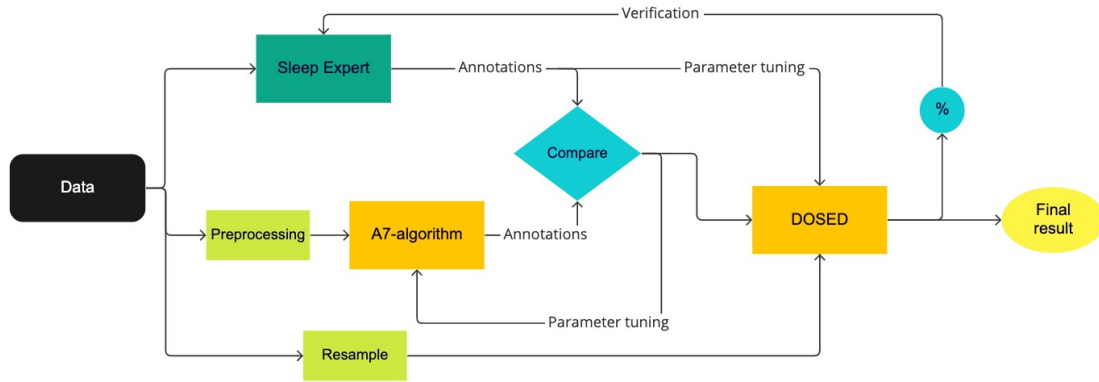 Verification
Sleep Expert
Annotations
Parameter tuning
%
Compare
Data
Preprocessing
A7-algorithm
Annotations
DOSED
Final
result
Parameter tuning
Resample